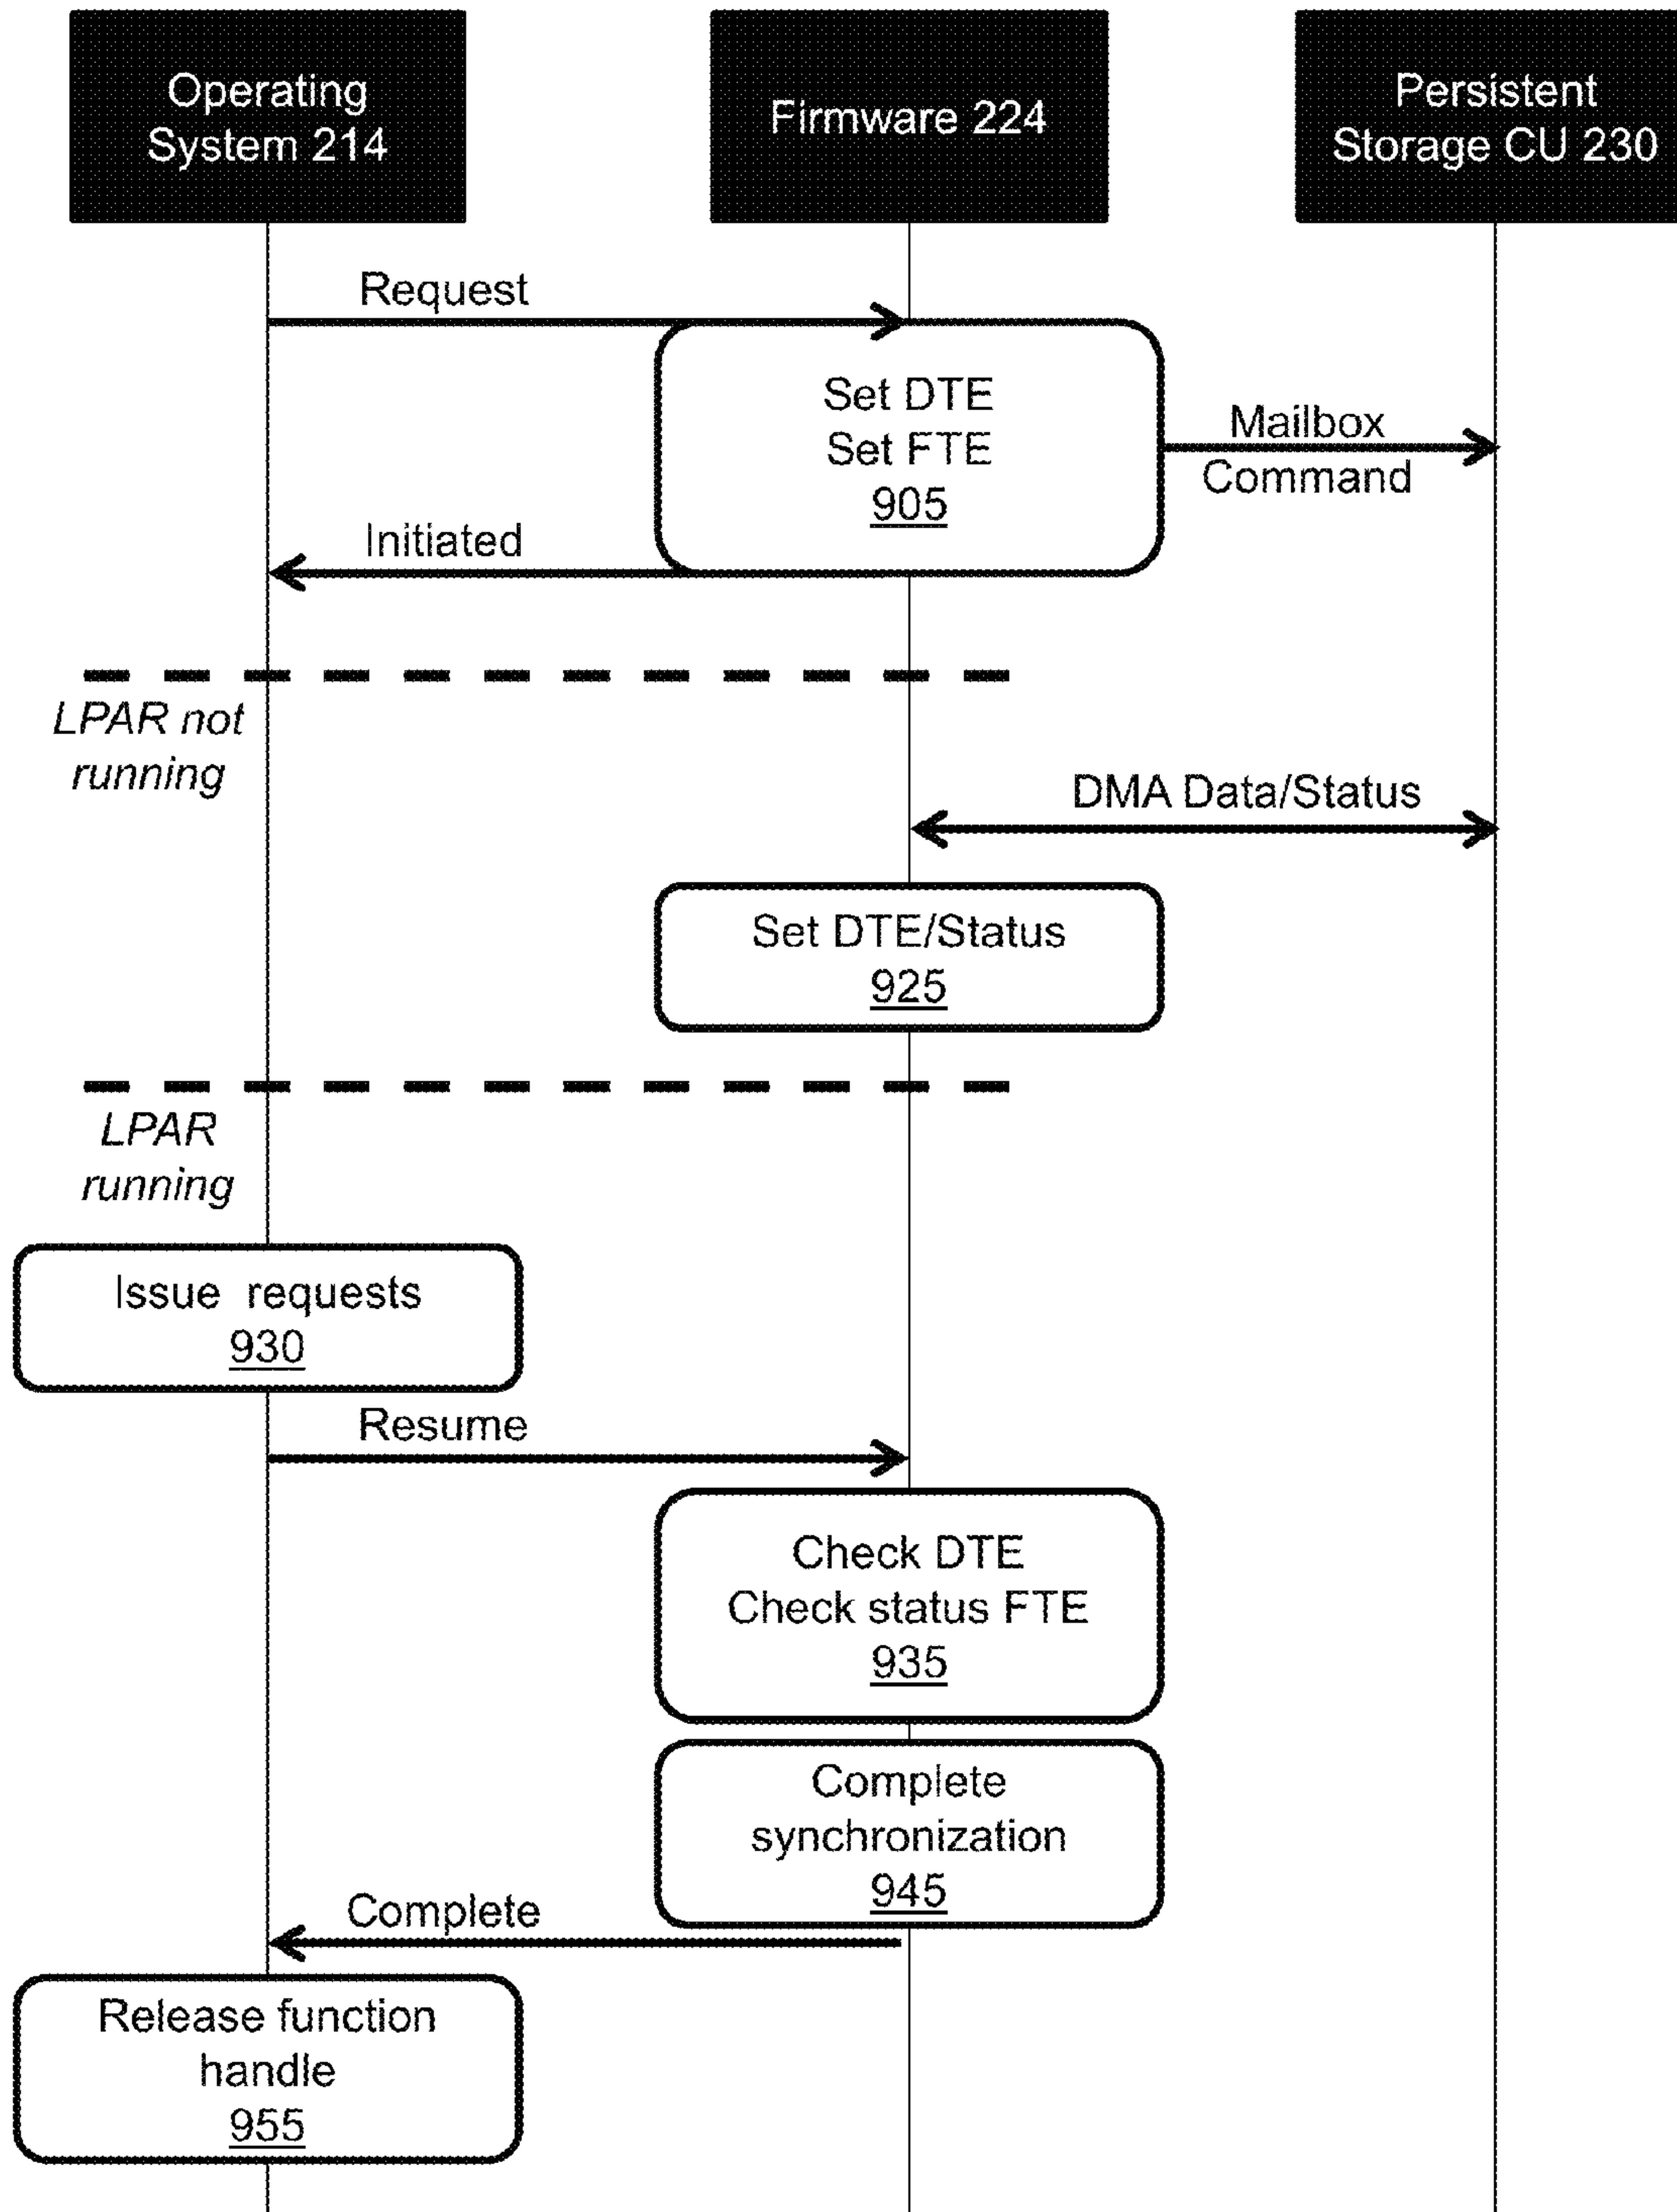 Operating
System 214
Firmware 224
Persistent
Storage CU 230
Request
Set DTE
Set FTE
905
Mailbox
Command
Initiated
LPAR not
running
DMA Data/Status
Set DTE/Status
925
LPAR
running
Issue requests
930
Resume
Check DTE
Check status FTE
935
Complete
synchronization
945
Complete
Release function
handle
955